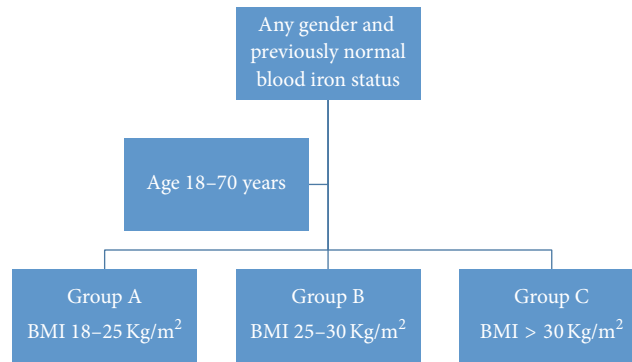 Any gender and
previously normal
blood iron status
Age 18–70 years
Group A
BMI 18–25 Kg/m²
Group B
BMI 25–30 Kg/m²
Group C
BMI > 30 Kg/m²